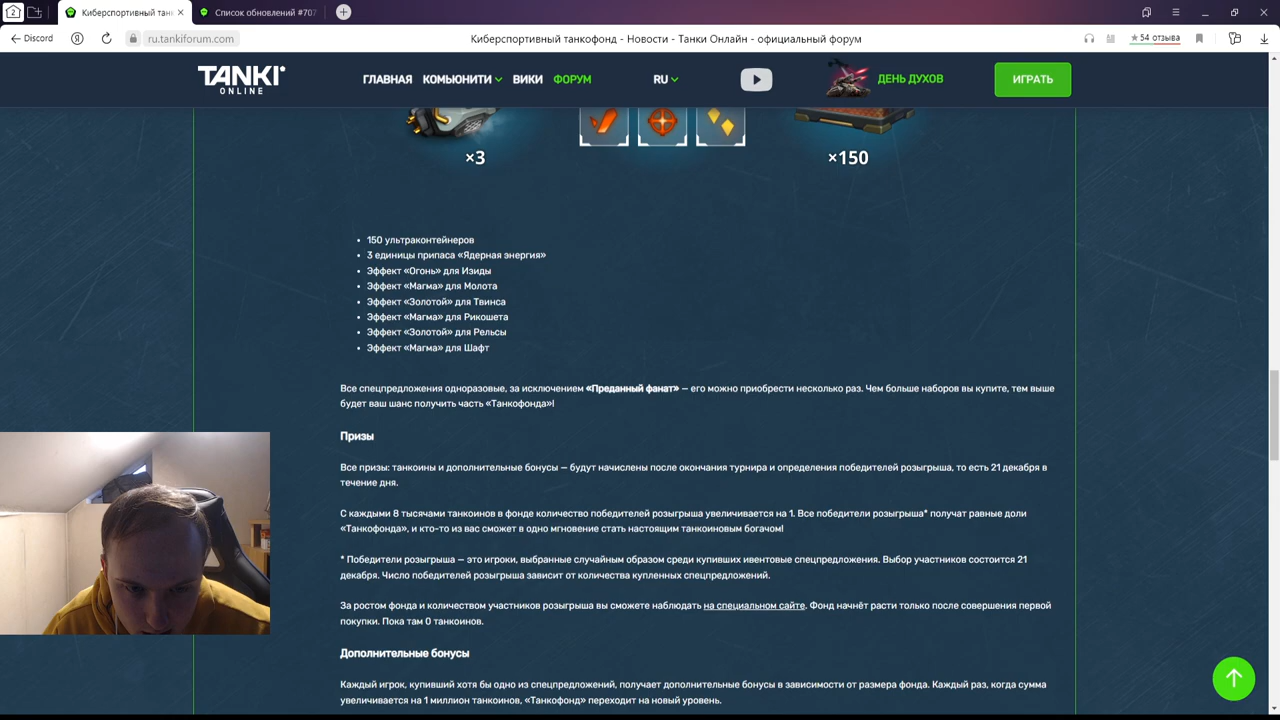 2
Киберспортивный танк
Список обновлений #707
Discord
ru.tankiforum.com
Киберспортивный танкофонд - Новости - Танки Онлайн - официальный форум
54 отзыва
TANKI
ONLINE
ГЛАВНАЯ КОМЬЮНИТИ ВИКИ ФОРУМ
RU
ДЕНЬ ДУХОВ
ИГРАТЬ
×3
×150
• 150 ультраконтейнеров
• 3 единицы припаса «Ядерная энергия»
• Эффект «Огонь» для Изиды
• Эффект «Магма» для Молота
• Эффект «Золотой» для Твинса
• Эффект «Магма» для Рикошета
• Эффект «Золотой» для Рельсы
• Эффект «Магма» для Шафт
Все спецпредложения одноразовые, за исключением «Преданный фанат» — его можно приобрести несколько раз. Чем больше наборов вы купите, тем выше
будет ваш шанс получить часть «Танкофонда»!
Призы
Все призы: танкоины и дополнительные бонусы — будут начислены после окончания турнира и определения победителей розыгрыша, то есть 21 декабря в
течение дня.
С каждыми 8 тысячами танкоинов в фонде количество победителей розыгрыша увеличивается на 1. Все победители розыгрыша* получат равные доли
«Танкофонда», и кто-то из вас сможет в одно мгновение стать настоящим танкоиновым богачом!
* Победители розыгрыша — это игроки, выбранные случайным образом среди купивших ивентовые спецпредложения. Выбор участников состоится 21
декабря. Число победителей розыгрыша зависит от количества купленных спецпредложений.
За ростом фонда и количеством участников розыгрыша вы сможете наблюдать на специальном сайте. Фонд начнёт расти только после совершения первой
покупки. Пока там 0 танкоинов.
Дополнительные бонусы
Каждый игрок, купивший хотя бы одно из спецпредложений, получает дополнительные бонусы в зависимости от размера фонда. Каждый раз, когда сумма
увеличивается на 1 миллион танкоинов, «Танкофонд» переходит на новый уровень.